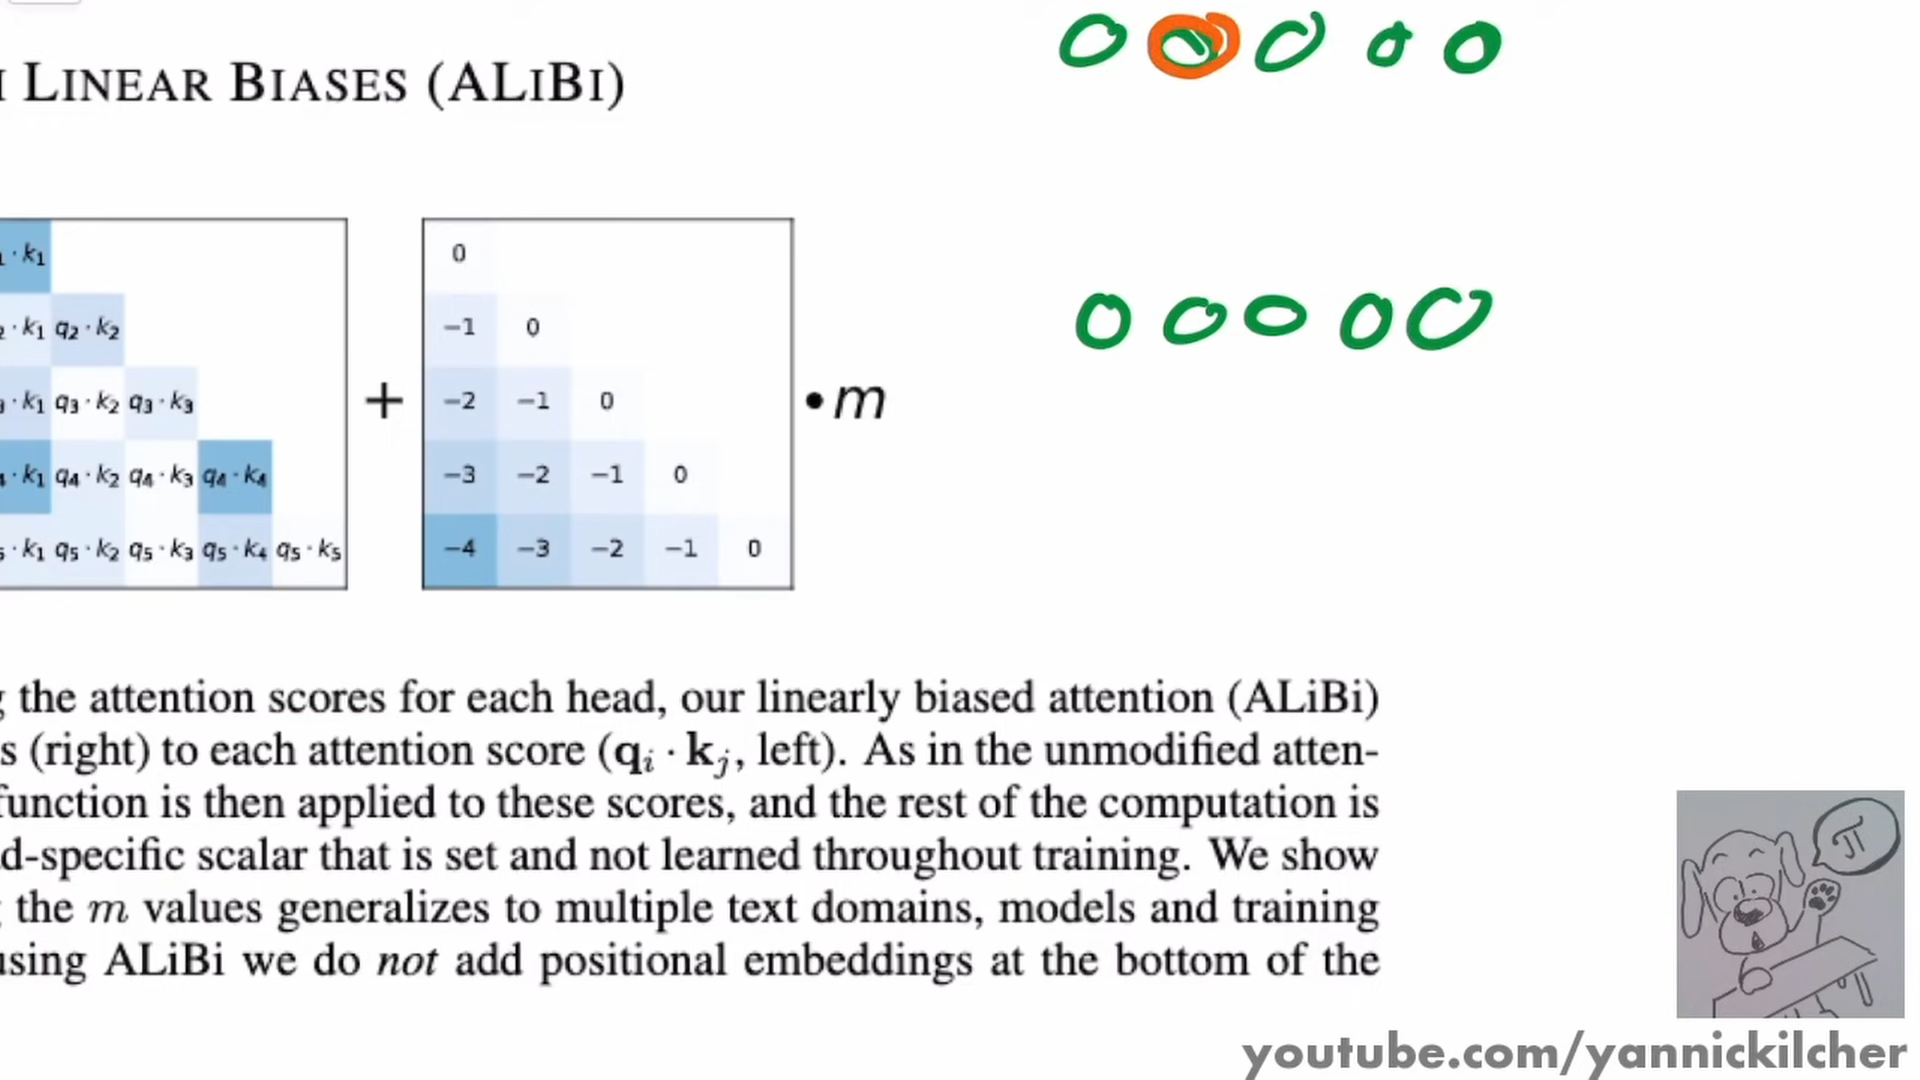 LINEAR BIASES (ALIBI)
· k₁
0
· k₁ q₂ · k₂
−1 0
· k₁ q₃ · k₂ q₃ · k₃
+
−2 −1 0
• m
· k₁ q₄ · k₂ q₄ · k₃ q₄ · k₄
−3 −2 −1 0
· k₁ q₅ · k₂ q₅ · k₃ q₅ · k₄ q₅ · k₅
−4 −3 −2 −1 0
the attention scores for each head, our linearly biased attention (ALiBi)
s (right) to each attention score (qᵢ · kⱼ, left). As in the unmodified atten-
function is then applied to these scores, and the rest of the computation is
d-specific scalar that is set and not learned throughout training. We show
the m values generalizes to multiple text domains, models and training
using ALiBi we do not add positional embeddings at the bottom of the
π
youtube.com/yannickilcher